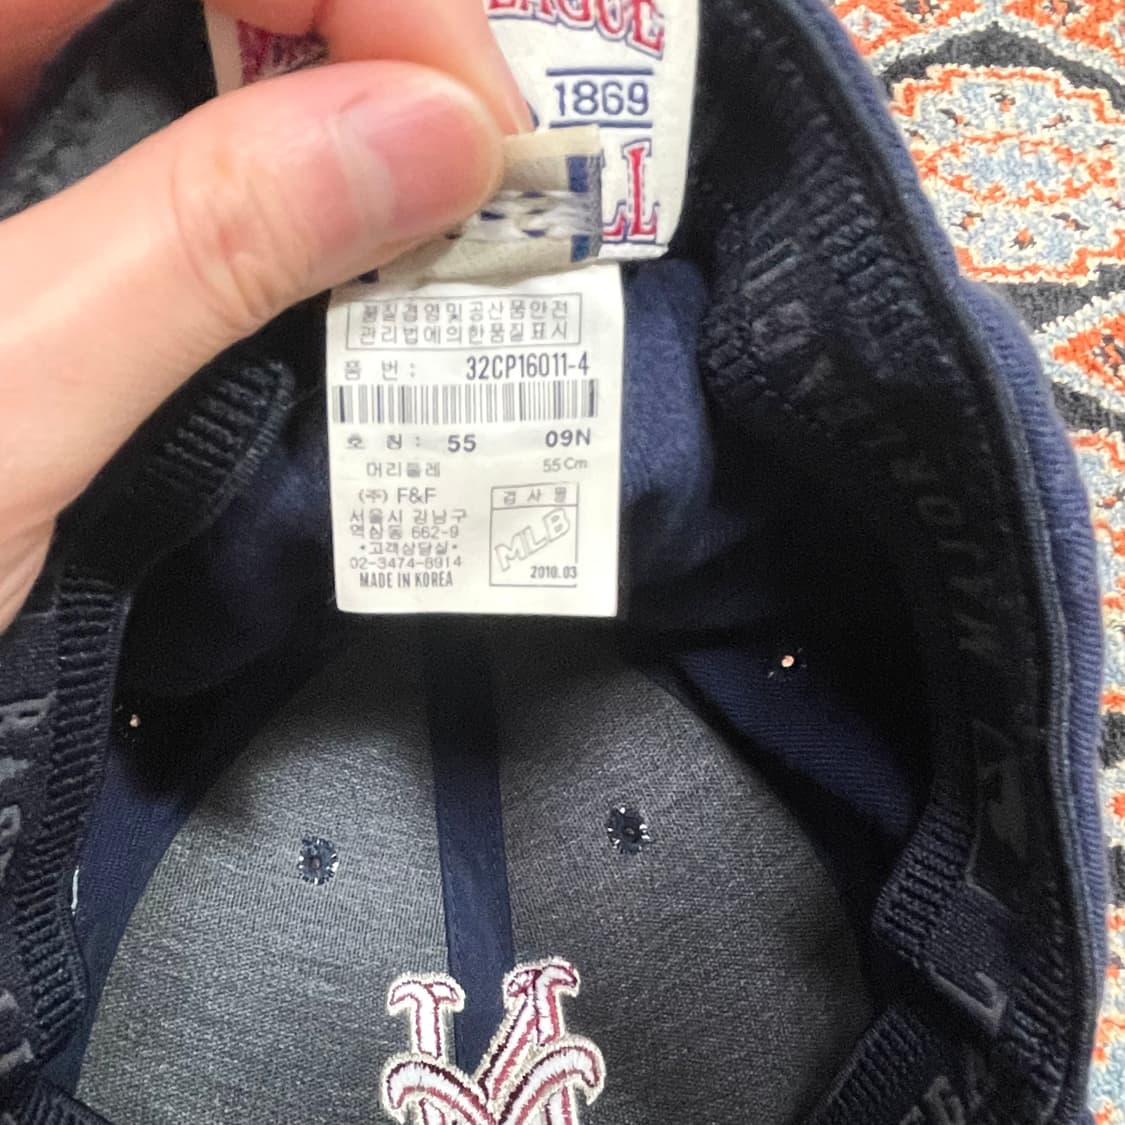 LEAGUE
1869
LL
품질경영및공산품안전
관리법에의한품질표시
품 번: 32CP16011-4
호 칭: 55 09N
머리둘레 55Cm
(주) F&F
서울시 강남구
역삼동 662-9
•고객상담실•
02-3474-8914
MADE IN KOREA
검사품
MLB
2010.03